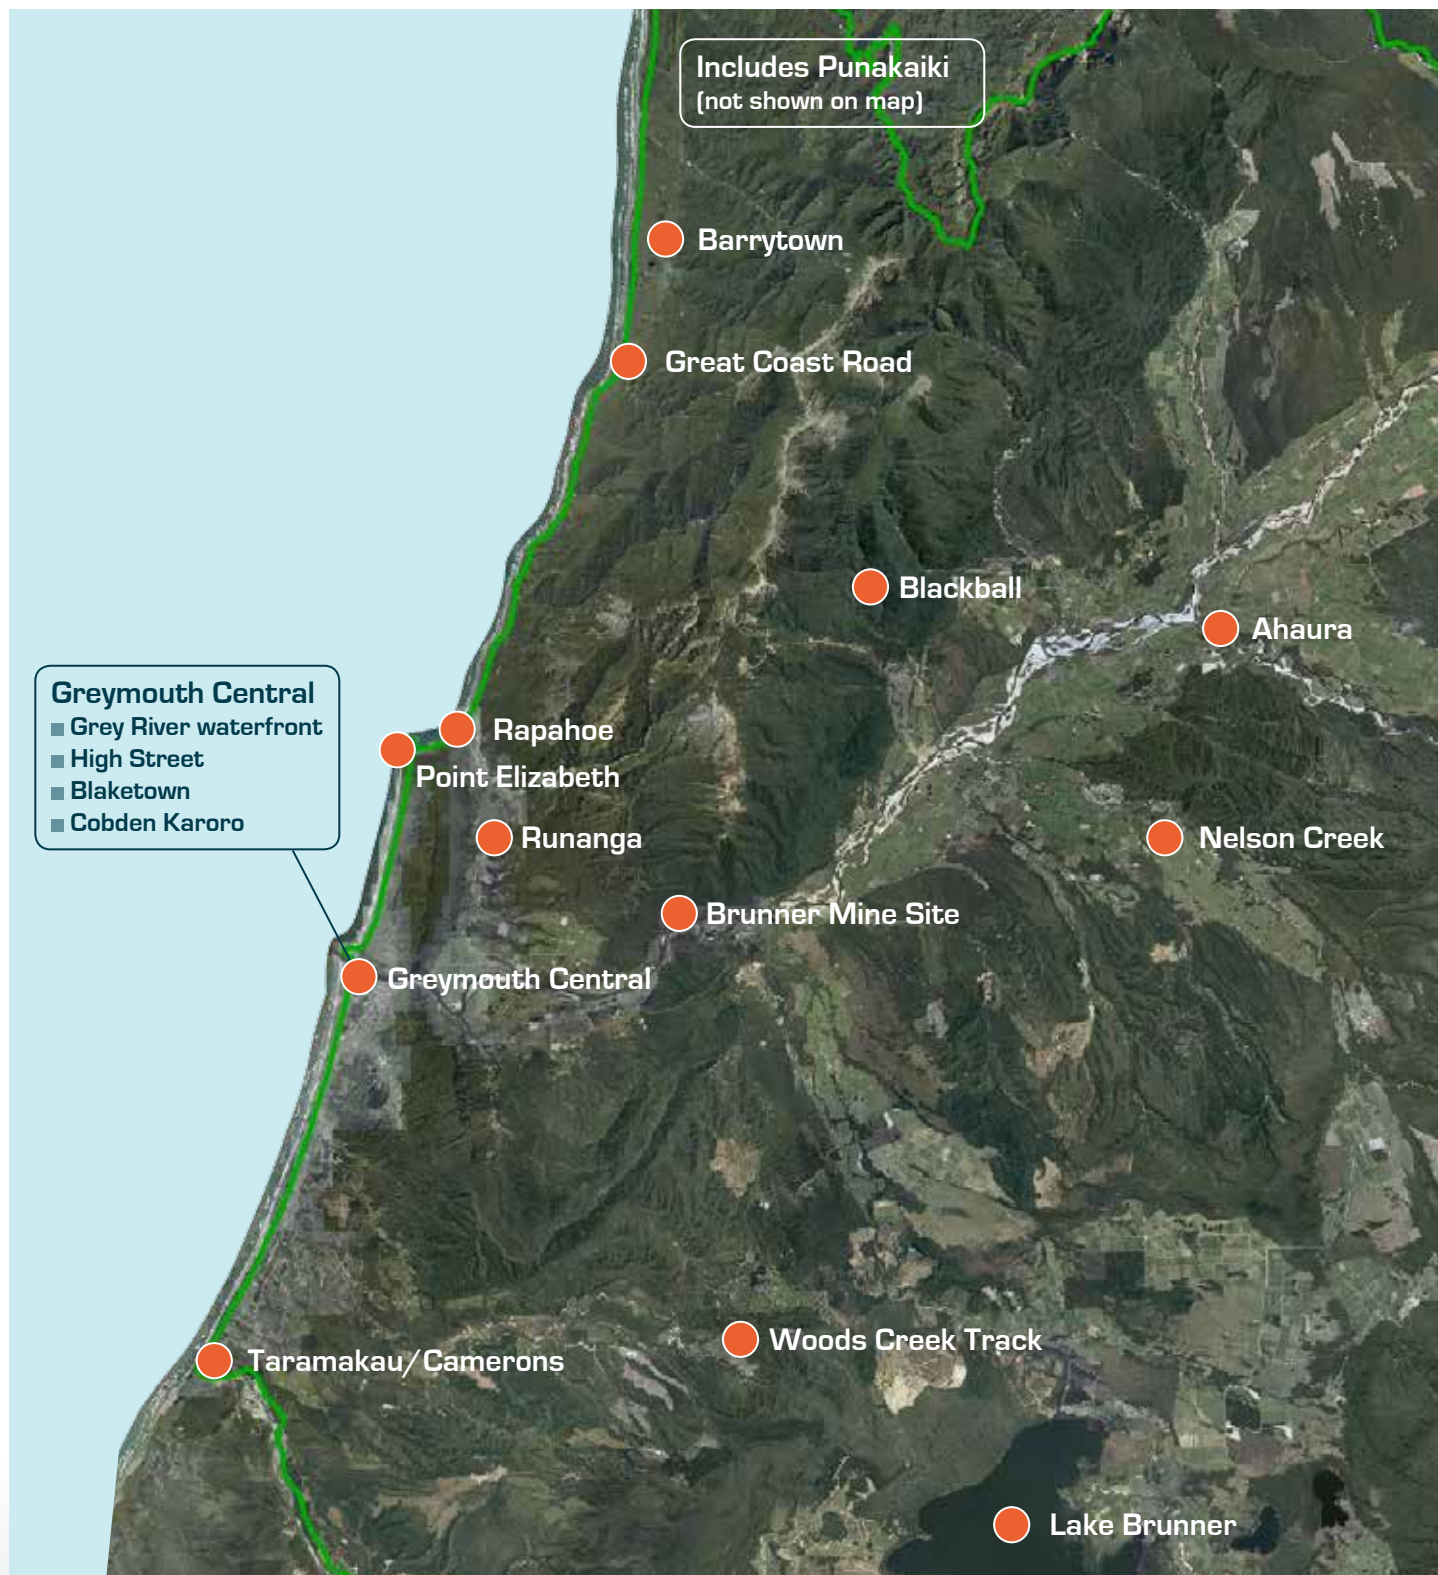 Includes Punakaiki
(not shown on map)
Barrytown
Great Coast Road
Blackball
Ahaura
Greymouth Central
Grey River waterfront
High Street
Blaketown
Cobden Karoro
Rapahoe
Point Elizabeth
Runanga
Nelson Creek
Brunner Mine Site
Greymouth Central
Woods Creek Track
Taramakau/Camerons
Lake Brunner